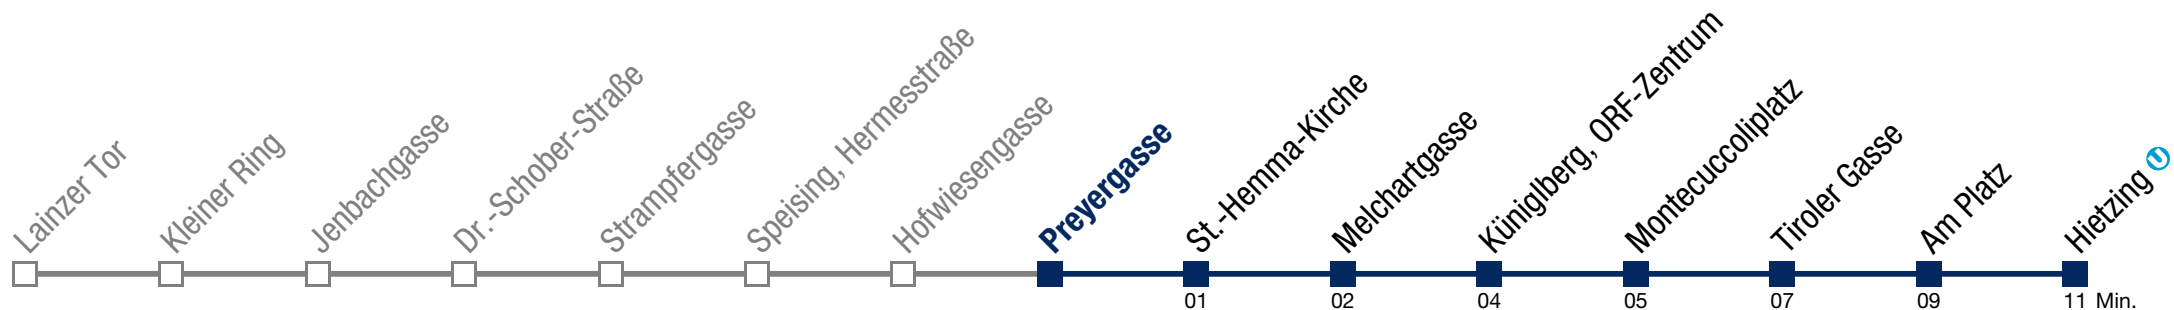 Lainzer Tor
Kleiner Ring
Jenbachgasse
Dr.-Schober-Straße
Strampfergasse
Speising, Hermesstraße
Hofwiesengasse
Preyergasse
St.-Hemma-Kirche
Melchartgasse
Küniglberg, ORF-Zentrum
Montecuccoliplatz
Tiroler Gasse
Am Platz
Hietzing U
01 02 04 05 07 09 11 Min.